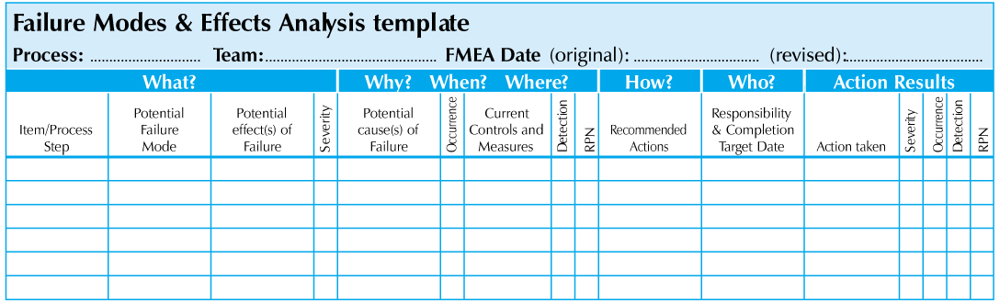 Failure Modes & Effects Analysis template
Process: .............................. Team:............................................... FMEA Date (original): .................................. (revised):.....................................
What? Why? When? Where? How? Who? Action Results
Item/Process
Step
Potential
Failure
Mode
Potential
effect(s) of
Failure
Severity
Potential
cause(s) of
Failure
Occurrence
Current
Controls and
Measures
Detection
RPN
Recommended
Actions
Responsibility
& Completion
Target Date
Action taken
Severity
Occurrence
Detection
RPN